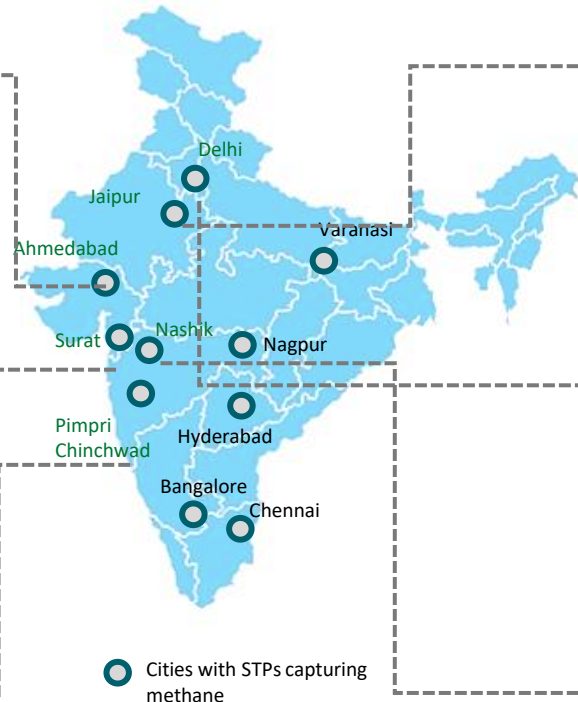 Delhi
Jaipur
Varanasi
Ahmedabad
Surat
Nashik
Nagpur
Pimpri
Chinchwad
Hyderabad
Bangalore
Chennai
Cities with STPs capturing
methane